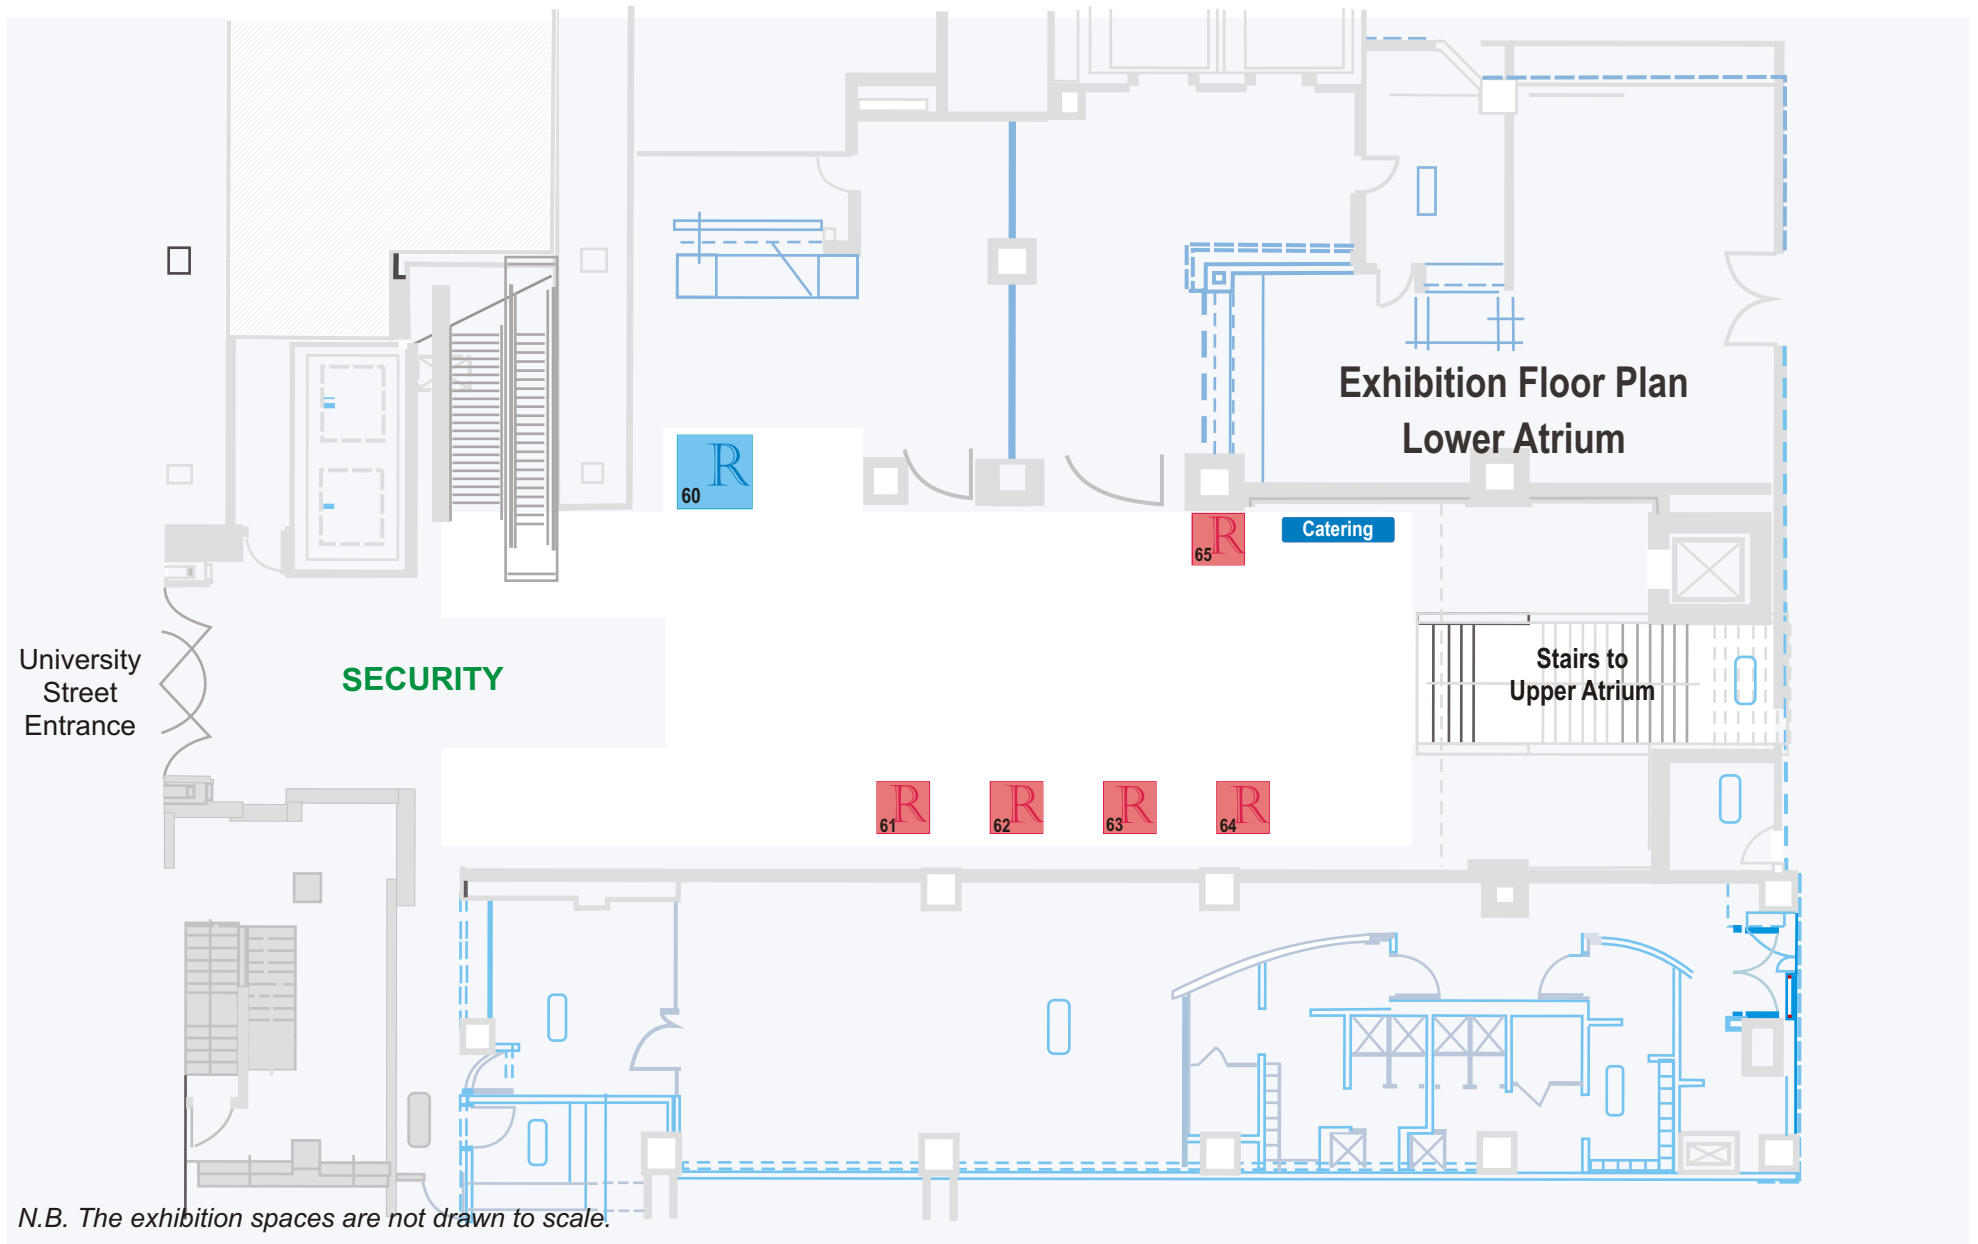 Exhibition Floor Plan
Lower Atrium
R
60
R
65
Catering
University
Street
Entrance
SECURITY
Stairs to
Upper Atrium
R
61
R
62
R
63
R
64
N.B. The exhibition spaces are not drawn to scale.